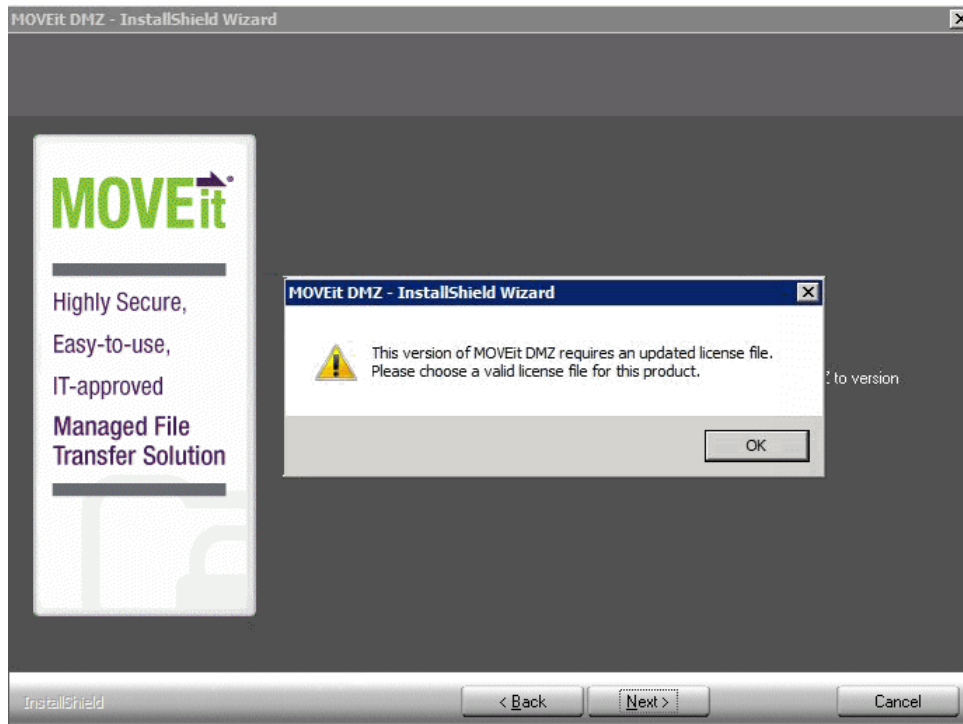 MOVEit DMZ - InstallShield Wizard
MOVEit
Highly Secure,
Easy-to-use,
IT-approved
Managed File
Transfer Solution
MOVEit DMZ - InstallShield Wizard
This version of MOVEit DMZ requires an updated license file.
Please choose a valid license file for this product.
to version
OK
InstallShield
< Back
Next >
Cancel